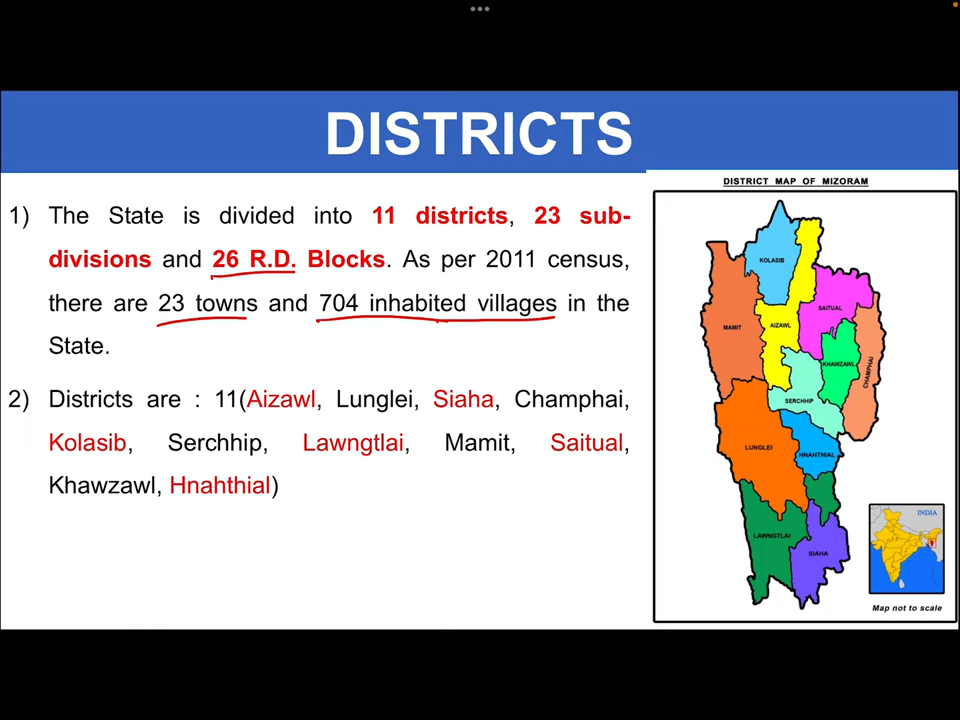 DISTRICTS
1) The State is divided into 11 districts, 23 sub-
divisions and 26 R.D. Blocks. As per 2011 census,
there are 23 towns and 704 inhabited villages in the
State.
2) Districts are : 11(Aizawl, Lunglei, Siaha, Champhai,
Kolasib, Serchhip, Lawngtlai, Mamit, Saitual,
Khawzawl, Hnahthial)
DISTRICT MAP OF MIZORAM
KOLASIB
SAITUAL
MAMIT
AIZAWL
KHAWZAWL
CHAMPHAI
SERCHHIP
LUNGLEI
HNAHTHIAL
LAWNGTLAI
SIAHA
INDIA
Map not to scale